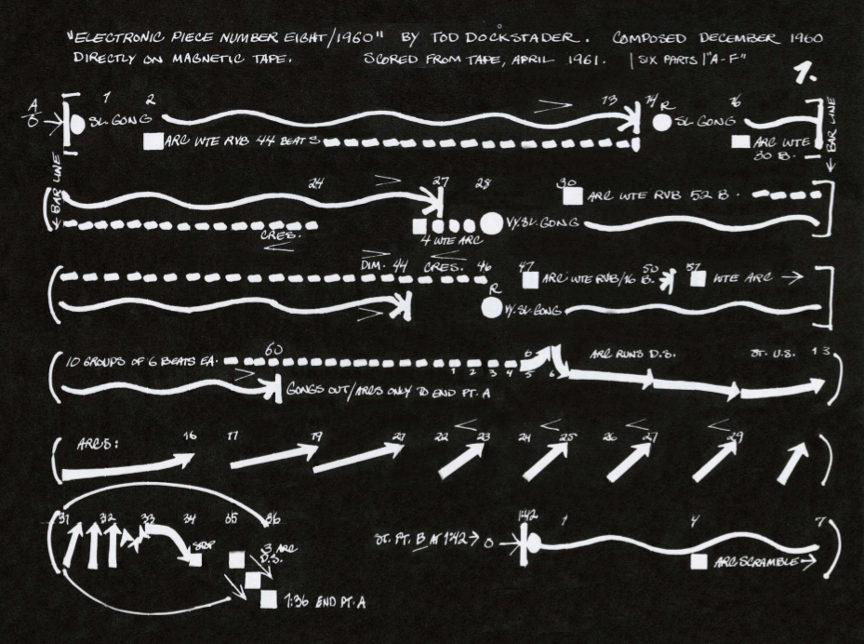 "ELECTRONIC PIECE NUMBER EIGHT/1960" BY TOD DOCKSTADER. COMPOSED DECEMBER 1960
DIRECTLY ON MAGNETIC TAPE. SCORED FROM TAPE, APRIL 1961. | SIX PARTS | "A-F"
1.
A 1 2 13 14 R 16
0 SL. GONG SL GONG
ARC WTE RVB 44 BEATS ARC WTE
30 B.
BAR LINE
BAR LINE
24 27 28 30 ARC WTE RVB 52 B.
CRES. 4 WTE ARC VY. SL. GONG
DIM. 44 CRES. 46 47 ARC WTE RVB/16 B. 50 51 WTE ARC
R VY. SL. GONG
60
10 GROUPS OF 6 BEATS EA. 1 2 3 4 5 6 6 ARC RUNS D.S. ST. U.S. 13
GONGS OUT/ARCS ONLY TO END PT. A
ARCS: 16 17 19 21 22 23 24 25 26 27 29
31 32 33 34 35 36
STOP 3 ARC
D.S.
1:36 END PT. A
ST. PT. B AT 1:42 → 0 1:42 1 4 7
ARC SCRAMBLE →